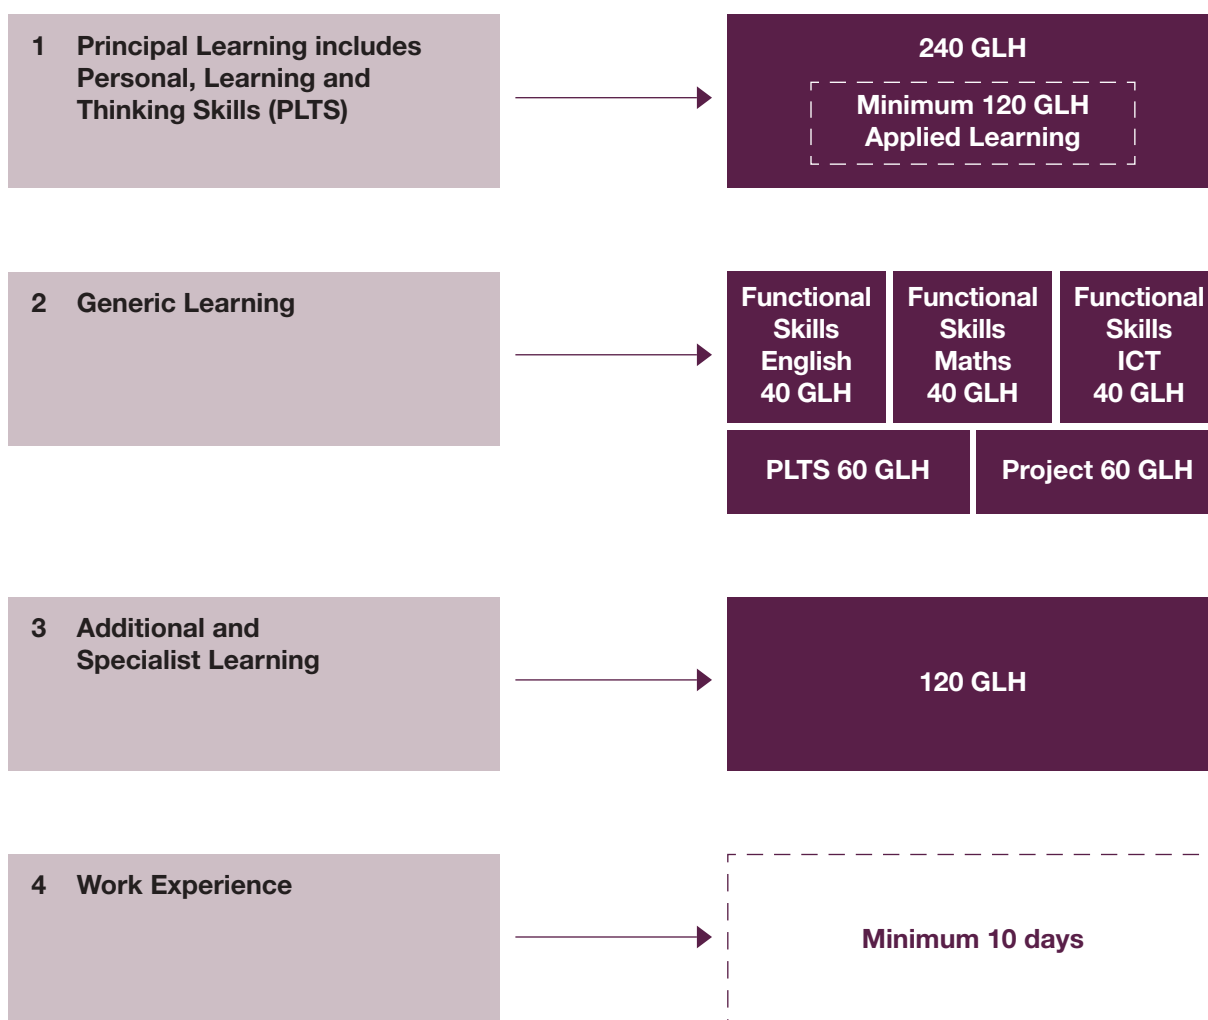 1 Principal Learning includes
Personal, Learning and
Thinking Skills (PLTS)
240 GLH
Minimum 120 GLH
Applied Learning
2 Generic Learning
Functional
Skills
English
40 GLH
Functional
Skills
Maths
40 GLH
Functional
Skills
ICT
40 GLH
PLTS 60 GLH
Project 60 GLH
3 Additional and
Specialist Learning
120 GLH
4 Work Experience
Minimum 10 days